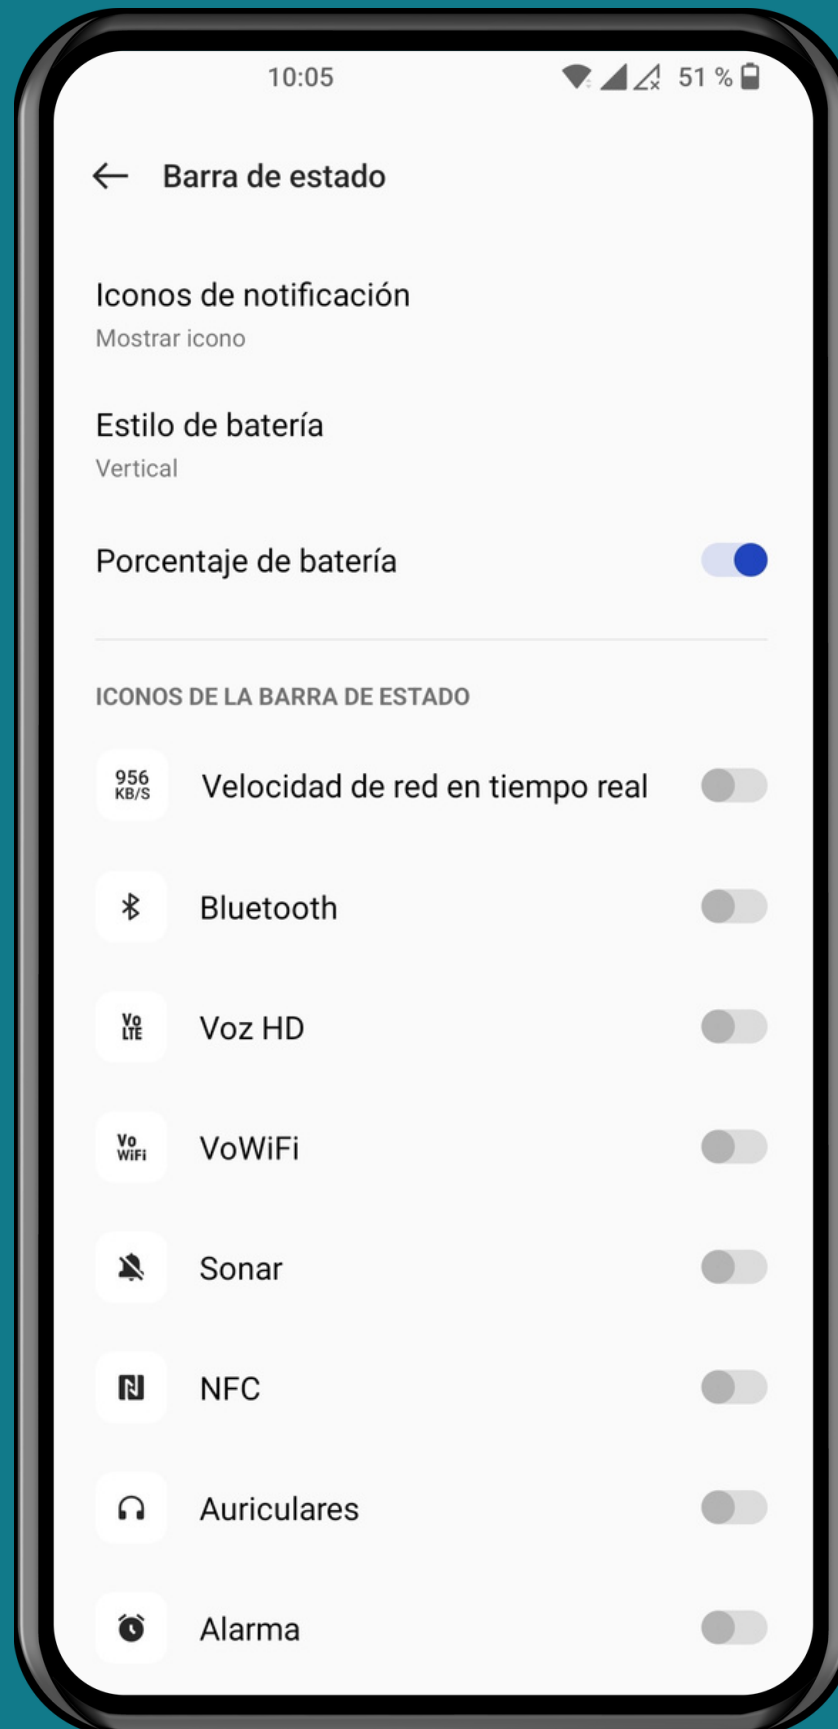 10:05 51 %
Barra de estado
Iconos de notificación
Mostrar icono
Estilo de batería
Vertical
Porcentaje de batería
ICONOS DE LA BARRA DE ESTADO
956
KB/S
Velocidad de red en tiempo real
Bluetooth
Vo
LTE
Voz HD
Vo
WiFi
VoWiFi
Sonar
NFC
Auriculares
Alarma